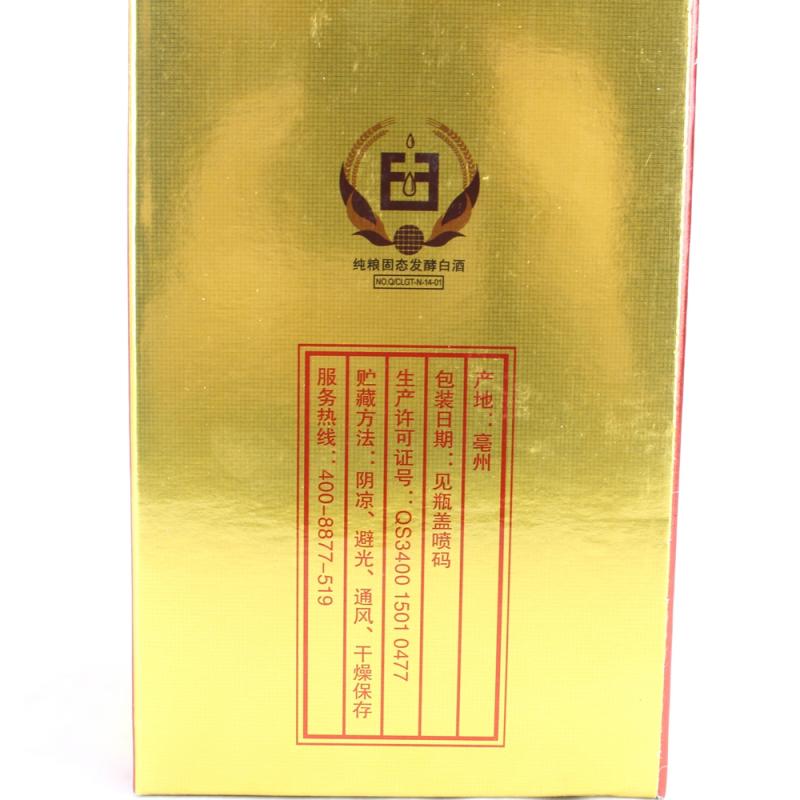 纯粮固态发酵白酒
NO.Q/CLGT-N-14-01
产地：亳州
包装日期：见瓶盖喷码
生产许可证号：QS3400 1501 0477
贮藏方法：阴凉、避光、通风、干燥保存
服务热线：400-8877-519